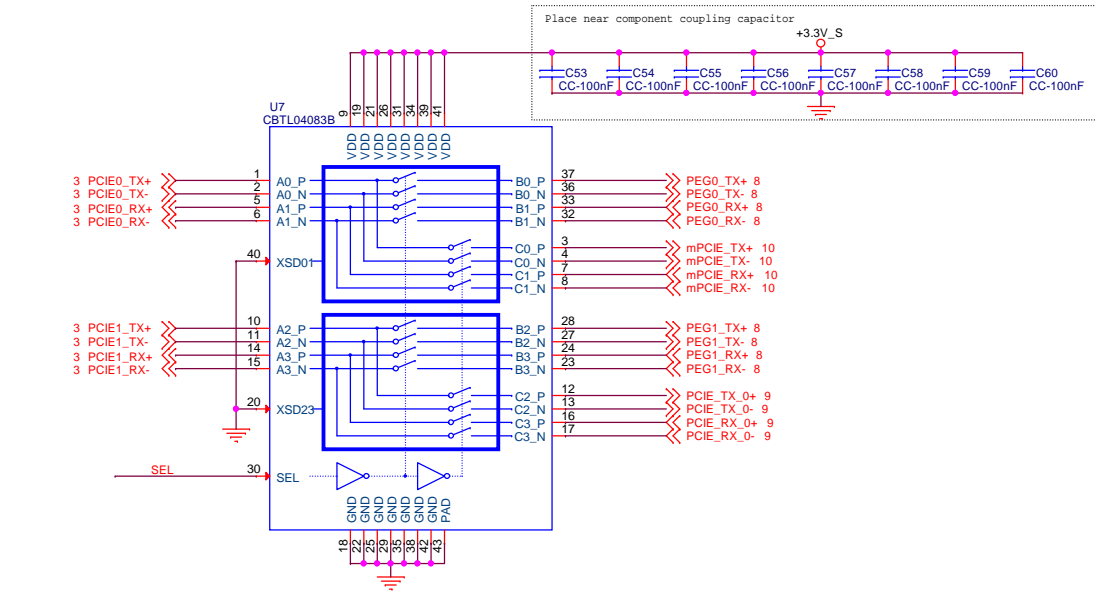 Place near component coupling capacitor
+3.3V_S
C53 C54 C55 C56 C57 C58 C59 C60
CC-100nF CC-100nF CC-100nF CC-100nF CC-100nF CC-100nF CC-100nF CC-100nF
U7
CBTL04083B
9 19 21 26 31 34 39 41
VDD VDD VDD VDD VDD VDD VDD VDD
3 PCIE0_TX+ 1 A0_P B0_P 37 PEG0_TX+ 8
3 PCIE0_TX- 2 A0_N B0_N 36 PEG0_TX- 8
3 PCIE0_RX+ 5 A1_P B1_P 33 PEG0_RX+ 8
3 PCIE0_RX- 6 A1_N B1_N 32 PEG0_RX- 8
C0_P 3 mPCIE_TX+ 10
40 XSD01 C0_N 4 mPCIE_TX- 10
C1_P 7 mPCIE_RX+ 10
C1_N 8 mPCIE_RX- 10
3 PCIE1_TX+ 10 A2_P B2_P 28 PEG1_TX+ 8
3 PCIE1_TX- 11 A2_N B2_N 27 PEG1_TX- 8
3 PCIE1_RX+ 14 A3_P B3_P 24 PEG1_RX+ 8
3 PCIE1_RX- 15 A3_N B3_N 23 PEG1_RX- 8
C2_P 12 PCIE_TX_0+ 9
20 XSD23 C2_N 13 PCIE_TX_0- 9
C3_P 16 PCIE_RX_0+ 9
C3_N 17 PCIE_RX_0- 9
SEL 30 SEL
GND GND GND GND GND GND GND PAD
18 22 25 29 35 38 42 43